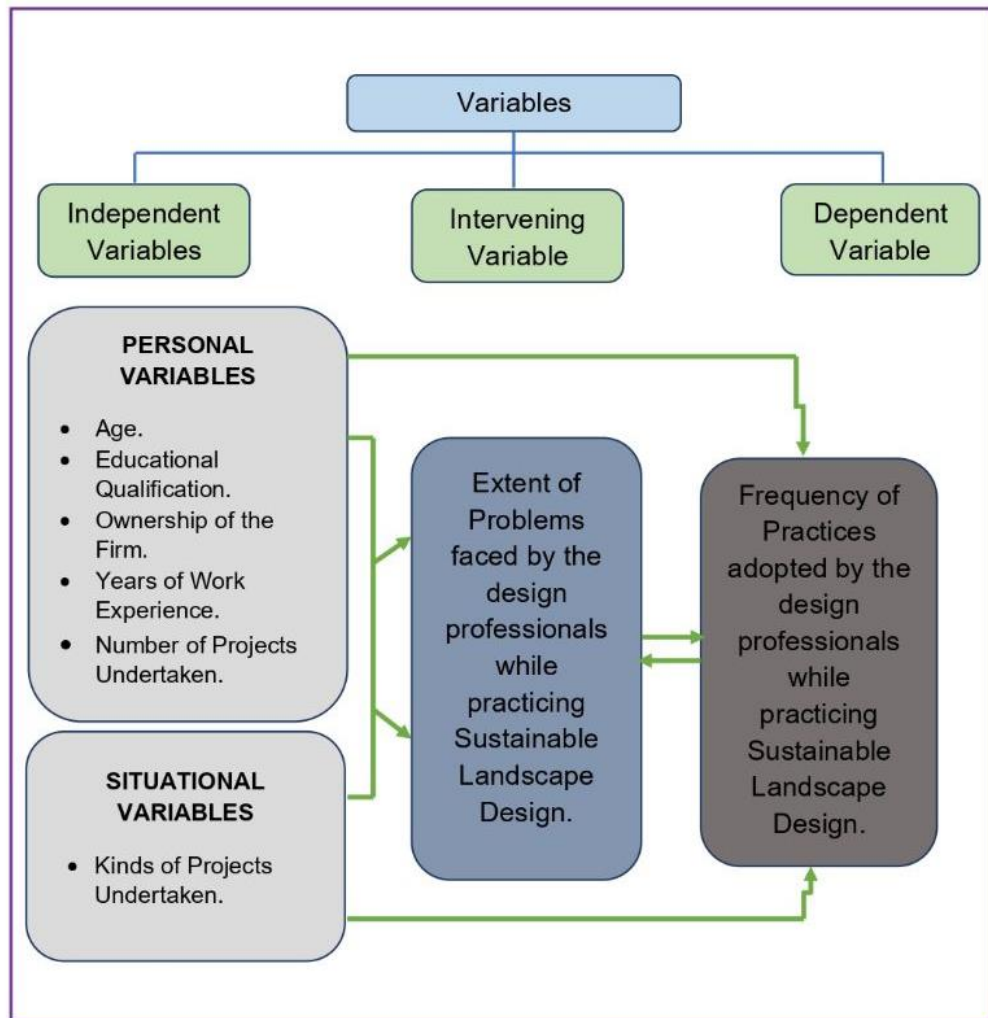 Variables
Independent
Variables
Intervening
Variable
Dependent
Variable
PERSONAL
VARIABLES
• Age.
• Educational
Qualification.
• Ownership of the
Firm.
• Years of Work
Experience.
• Number of Projects
Undertaken.
SITUATIONAL
VARIABLES
• Kinds of Projects
Undertaken.
Extent of
Problems
faced by the
design
professionals
while
practicing
Sustainable
Landscape
Design.
Frequency of
Practices
adopted by the
design
professionals
while
practicing
Sustainable
Landscape
Design.